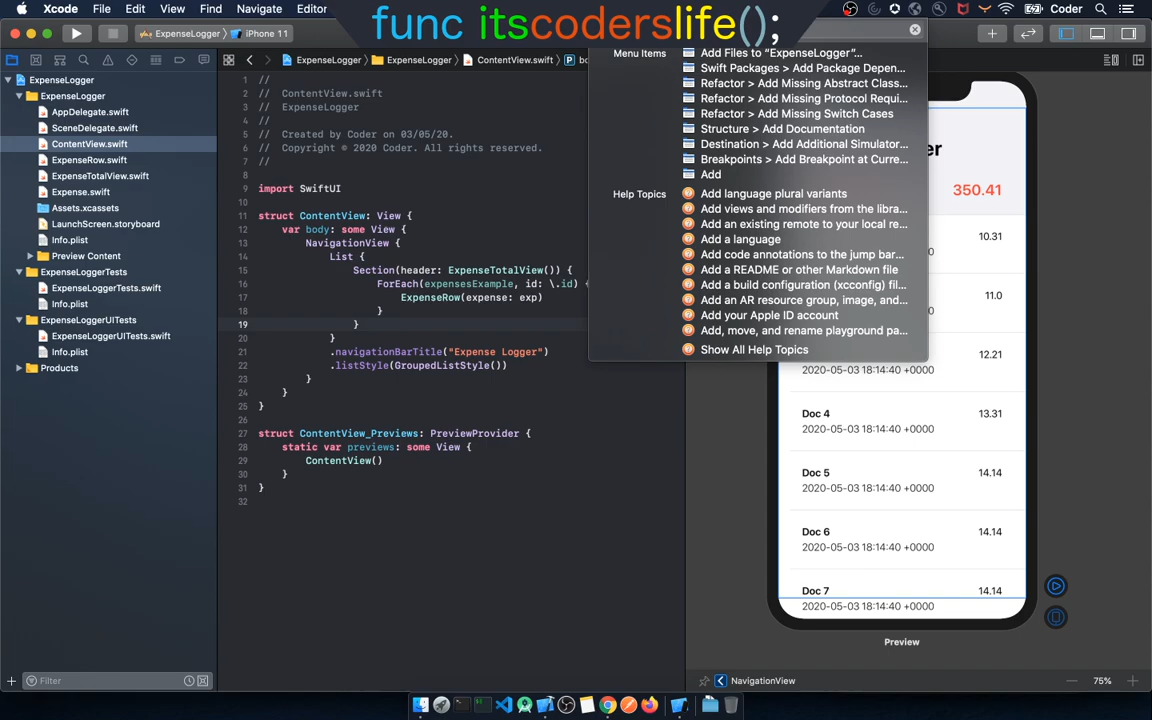 Xcode File Edit View Find Navigate Editor
func itscoderslife();
Coder
ExpenseLogger iPhone 11
ExpenseLogger ExpenseLogger ContentView.swift bo
ExpenseLogger
ExpenseLogger
AppDelegate.swift
SceneDelegate.swift
ContentView.swift
ExpenseRow.swift
ExpenseTotalView.swift
Expense.swift
Assets.xcassets
LaunchScreen.storyboard
Info.plist
Preview Content
ExpenseLoggerTests
ExpenseLoggerTests.swift
Info.plist
ExpenseLoggerUITests
ExpenseLoggerUITests.swift
Info.plist
Products
Filter
1 //
2 // ContentView.swift
3 // ExpenseLogger
4 //
5 // Created by Coder on 03/05/20.
6 // Copyright © 2020 Coder. All rights reserved.
7 //
8
9 import SwiftUI
10
11 struct ContentView: View {
12 var body: some View {
13 NavigationView {
14 List {
15 Section(header: ExpenseTotalView()) {
16 ForEach(expensesExample, id: \.id) {
17 ExpenseRow(expense: exp)
18 }
19 }
20 }
21 .navigationBarTitle("Expense Logger")
22 .listStyle(GroupedListStyle())
23 }
24 }
25 }
26
27 struct ContentView_Previews: PreviewProvider {
28 static var previews: some View {
29 ContentView()
30 }
31 }
32
Menu Items
Add Files to “ExpenseLogger”...
Swift Packages > Add Package Depen...
Refactor > Add Missing Abstract Class...
Refactor > Add Missing Protocol Requi...
Refactor > Add Missing Switch Cases
Structure > Add Documentation
Destination > Add Additional Simulator...
Breakpoints > Add Breakpoint at Curre...
Add
Help Topics
Add language plural variants
Add views and modifiers from the libra...
Add an existing remote to your local re...
Add a language
Add code annotations to the jump bar...
Add a README or other Markdown file
Add a build configuration (xcconfig) fil...
Add an AR resource group, image, and...
Add your Apple ID account
Add, move, and rename playground pa...
Show All Help Topics
er
350.41
10.31
11.0
12.21
2020-05-03 18:14:40 +0000
Doc 4 13.31
2020-05-03 18:14:40 +0000
Doc 5 14.14
2020-05-03 18:14:40 +0000
Doc 6 14.14
2020-05-03 18:14:40 +0000
Doc 7 14.14
2020-05-03 18:14:40 +0000
Preview
NavigationView
75%